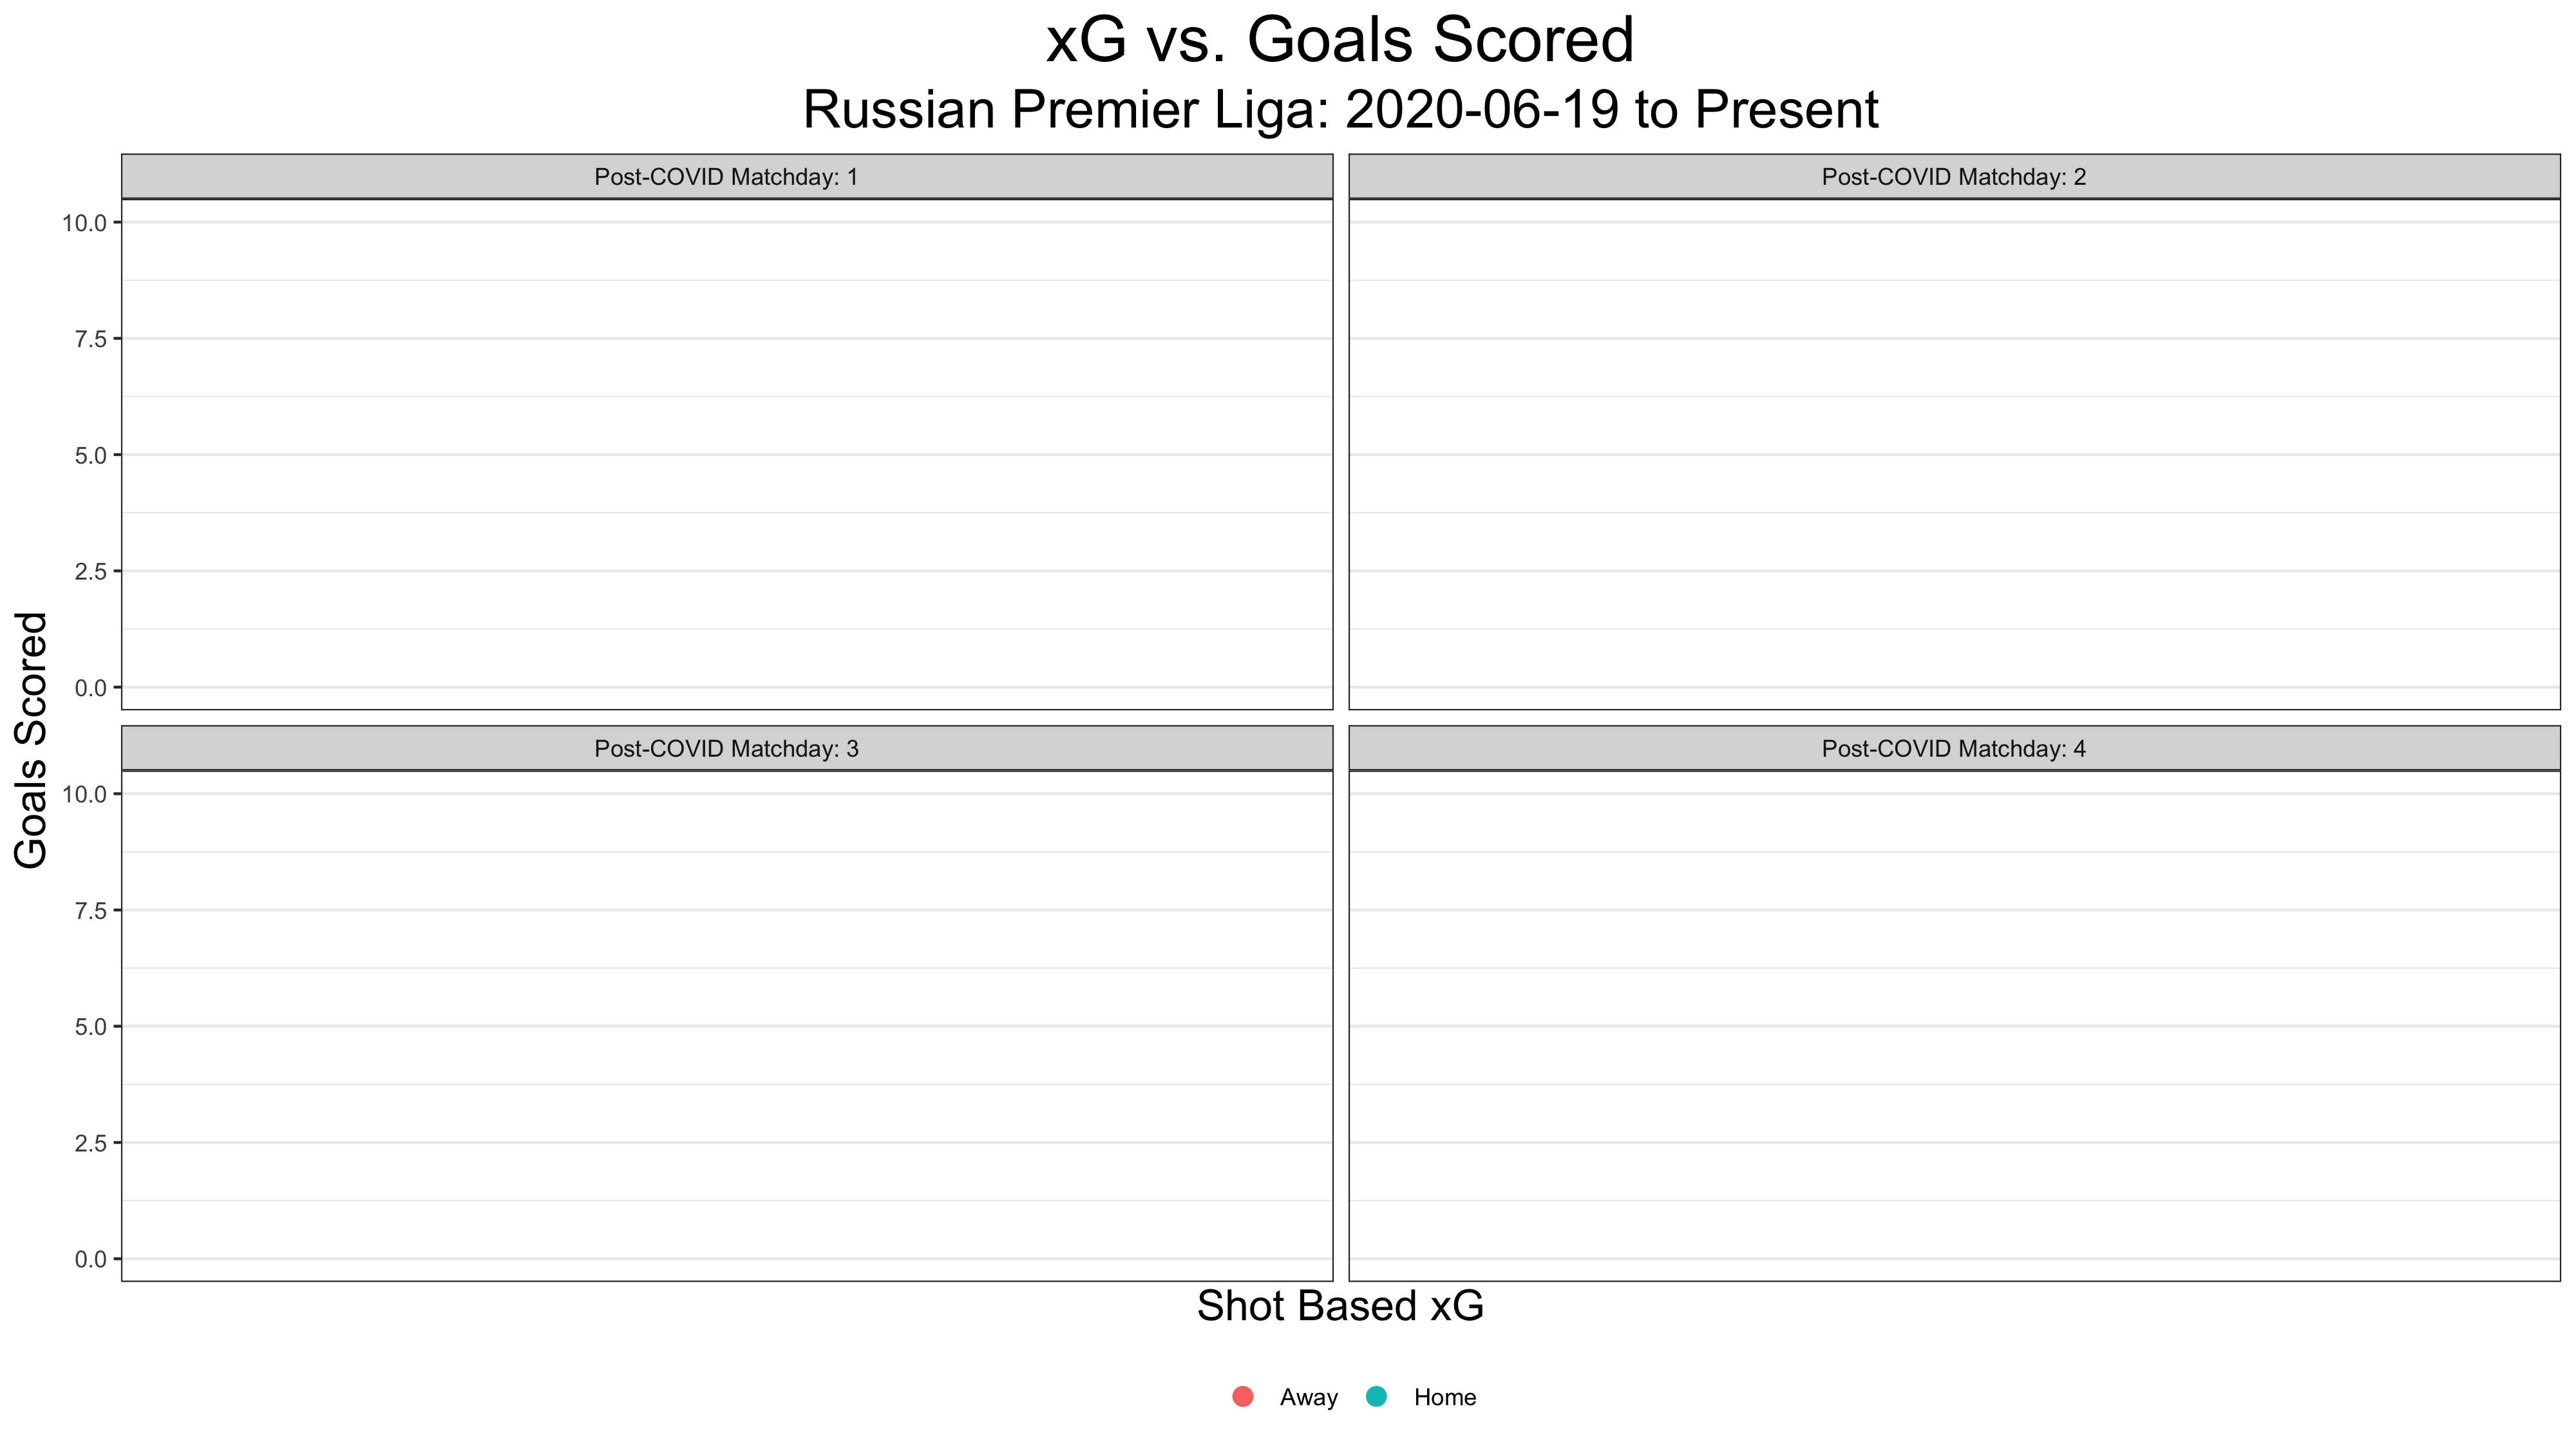 xG vs. Goals Scored
Russian Premier Liga: 2020-06-19 to Present
Post-COVID Matchday: 1
Post-COVID Matchday: 2
10.0
7.5
5.0
2.5
0.0
Goals Scored
Post-COVID Matchday: 3
Post-COVID Matchday: 4
10.0
7.5
5.0
2.5
0.0
Shot Based xG
Away
Home